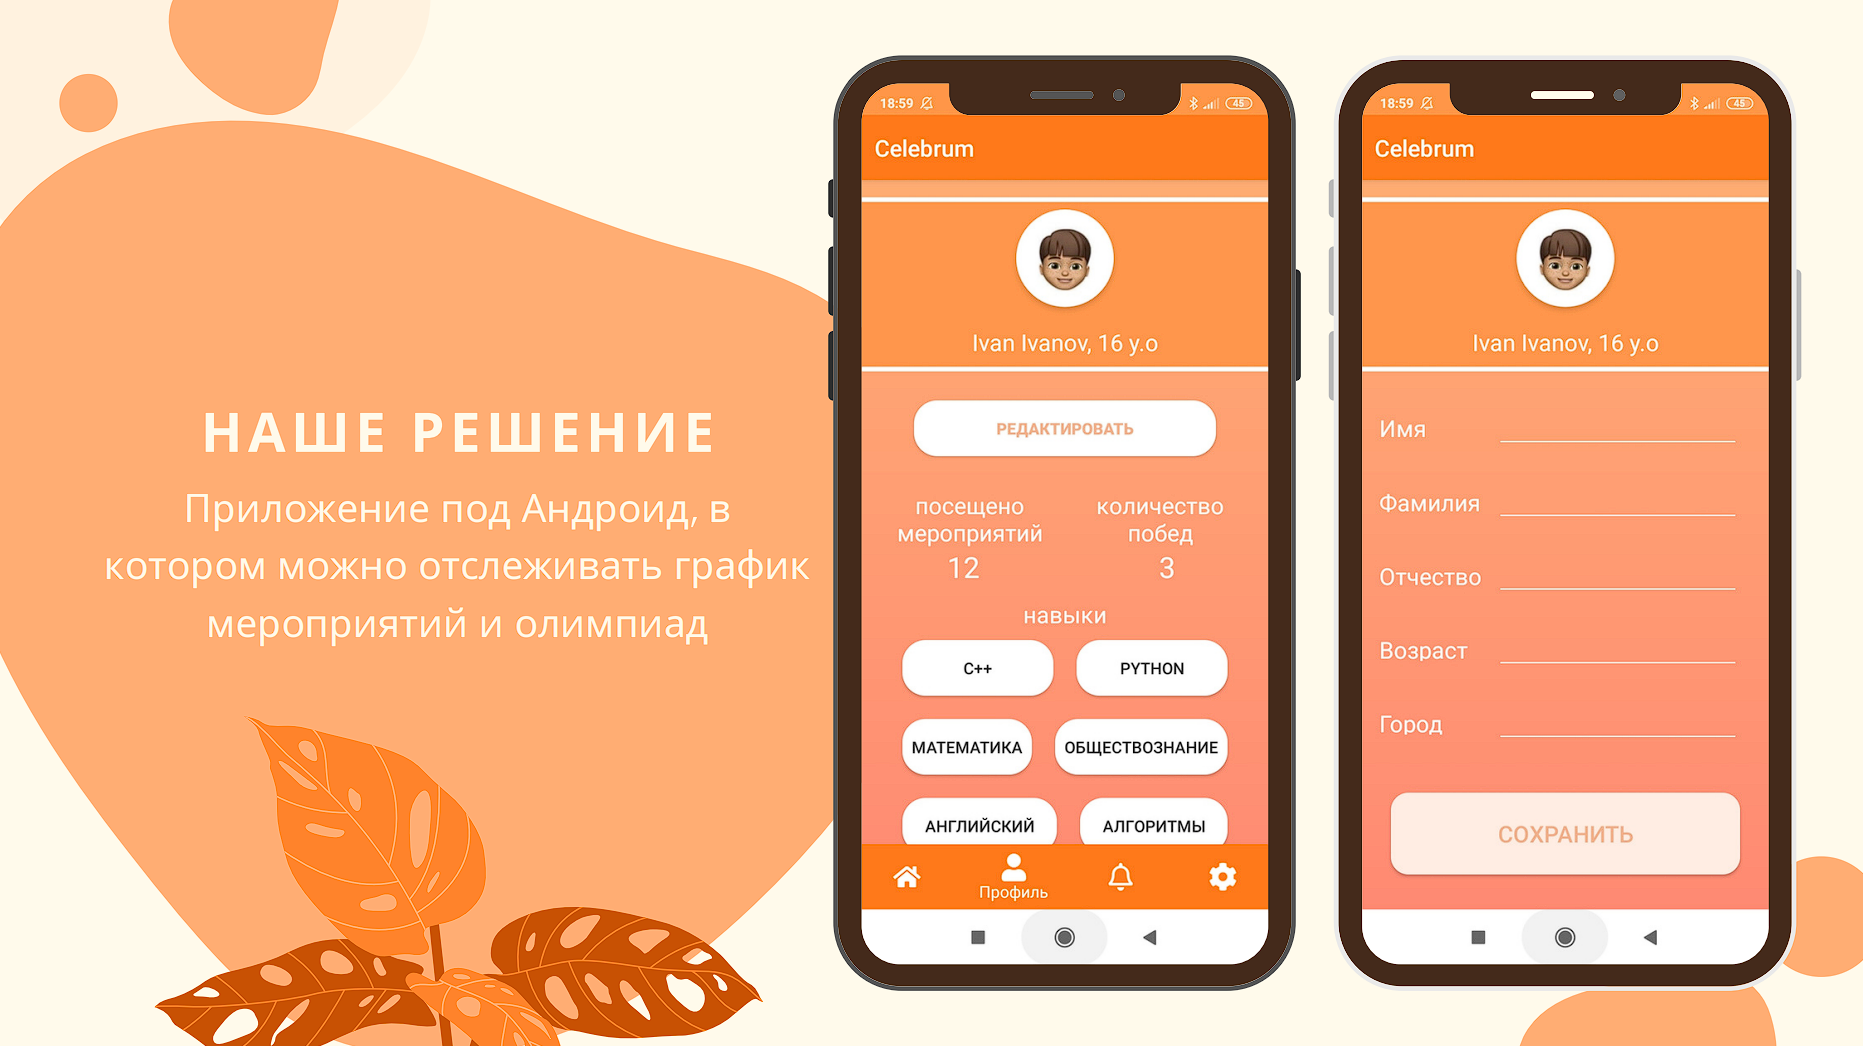 НАШЕ РЕШЕНИЕ
Приложение под Андроид, в
котором можно отслеживать график
мероприятий и олимпиад
18:59
45
Celebrum
Ivan Ivanov, 16 y.o
РЕДАКТИРОВАТЬ
посещено
мероприятий
12
количество
побед
3
навыки
C++
PYTHON
МАТЕМАТИКА
ОБЩЕСТВОЗНАНИЕ
АНГЛИЙСКИЙ
АЛГОРИТМЫ
Профиль
18:59
45
Celebrum
Ivan Ivanov, 16 y.o
Имя
Фамилия
Отчество
Возраст
Город
СОХРАНИТЬ